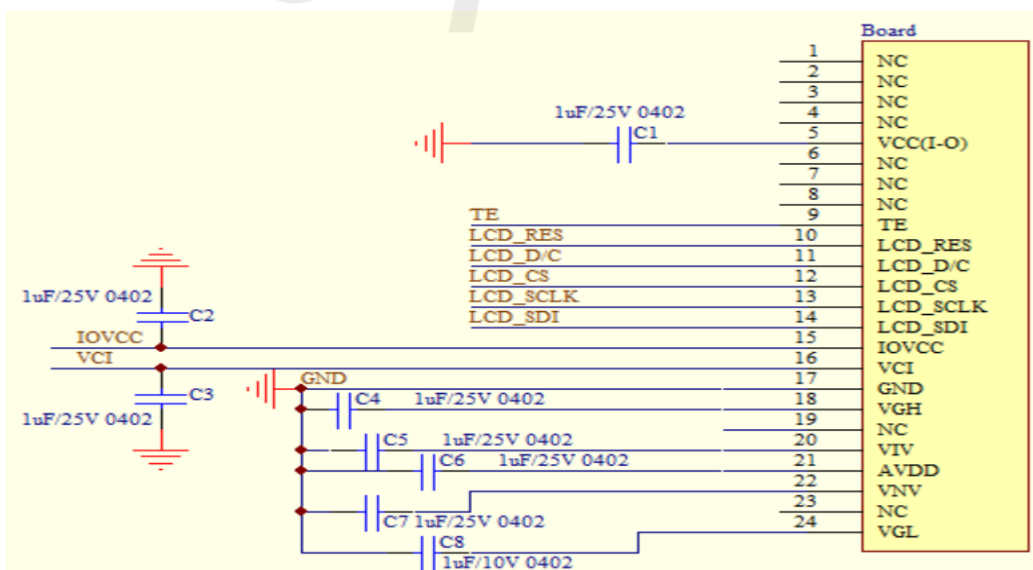 Board
1 NC
2 NC
3 NC
4 NC
1uF/25V 0402
C1
5 VCC(I-O)
6 NC
7 NC
8 NC
TE 9 TE
LCD_RES 10 LCD_RES
LCD_D/C 11 LCD_D/C
LCD_CS 12 LCD_CS
LCD_SCLK 13 LCD_SCLK
LCD_SDI 14 LCD_SDI
1uF/25V 0402
C2
IOVCC 15 IOVCC
VCI 16 VCI
C3
1uF/25V 0402
GND 17 GND
C4 1uF/25V 0402 18 VGH
19 NC
C5 1uF/25V 0402 20 VIV
C6 1uF/25V 0402 21 AVDD
22 VNV
C7 1uF/25V 0402 23 NC
C8 24 VGL
1uF/10V 0402